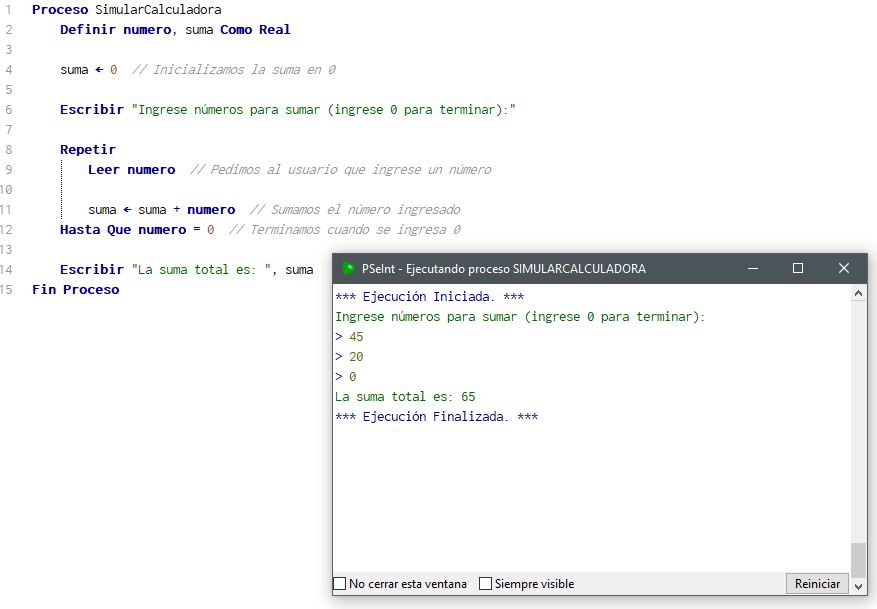 1 Proceso SimularCalculadora
2 Definir numero, suma Como Real
3
4 suma ← 0 // Inicializamos la suma en 0
5
6 Escribir "Ingrese números para sumar (ingrese 0 para terminar):"
7
8 Repetir
9 Leer numero // Pedimos al usuario que ingrese un número
10
11 suma ← suma + numero // Sumamos el número ingresado
12 Hasta Que numero = 0 // Terminamos cuando se ingresa 0
13
14 Escribir "La suma total es: ", suma
15 Fin Proceso
PSeInt - Ejecutando proceso SIMULARCALCULADORA
*** Ejecución Iniciada. ***
Ingrese números para sumar (ingrese 0 para terminar):
> 45
> 20
> 0
La suma total es: 65
*** Ejecución Finalizada. ***
No cerrar esta ventana Siempre visible Reiniciar